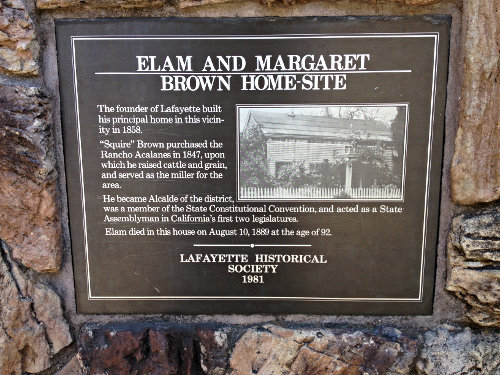 ELAM AND MARGARET
BROWN HOME-SITE
The founder of Lafayette built
his principal home in this vicin-
ity in 1858.
"Squire" Brown purchased the
Rancho Acalanes in 1847, upon
which he raised cattle and grain,
and served as the miller for the
area.
He became Alcalde of the district,
was a member of the State Constitutional Convention, and acted as a State
Assemblyman in California's first two legislatures.
Elam died in this house on August 10, 1889 at the age of 92.
LAFAYETTE HISTORICAL
SOCIETY
1981